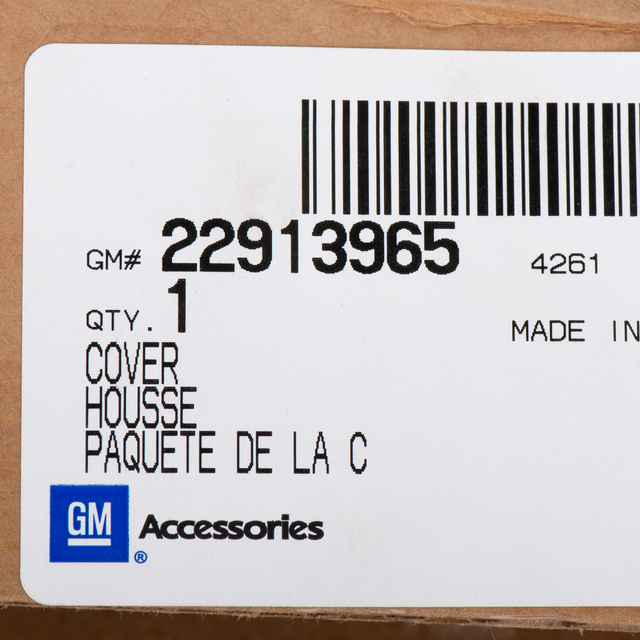 GM# 22913965 4261
QTY. 1
MADE IN
COVER
HOUSSE
PAQUETE DE LA C
GM ® Accessories